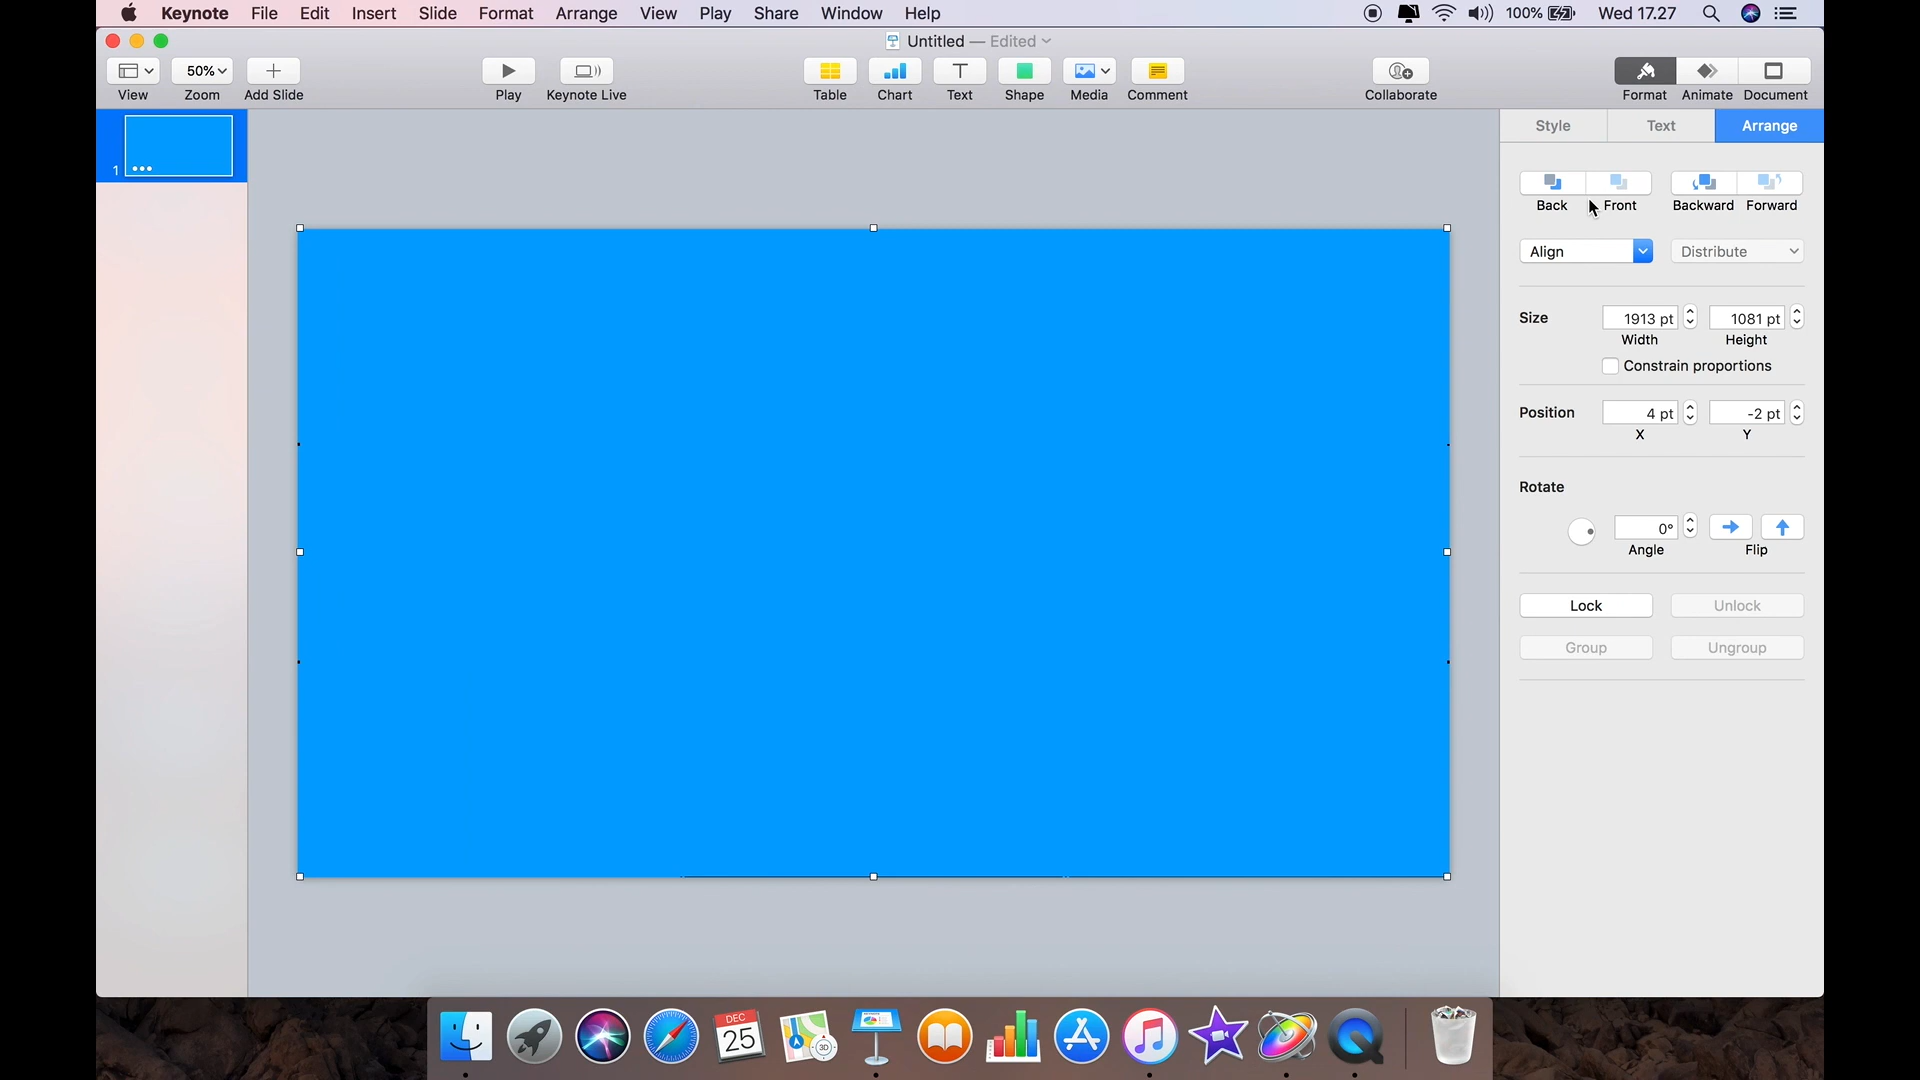 Keynote File Edit Insert Slide Format Arrange View Play Share Window Help 100% Wed 17.27
Untitled — Edited
50%
View Zoom Add Slide Play Keynote Live Table Chart Text Shape Media Comment Collaborate Format Animate Document
Style Text Arrange
1
Back Front Backward Forward
Align Distribute
Size 1913 pt 1081 pt
Width Height
Constrain proportions
Position 4 pt -2 pt
X Y
Rotate
0°
Angle Flip
Lock Unlock
Group Ungroup
DEC
25
3D